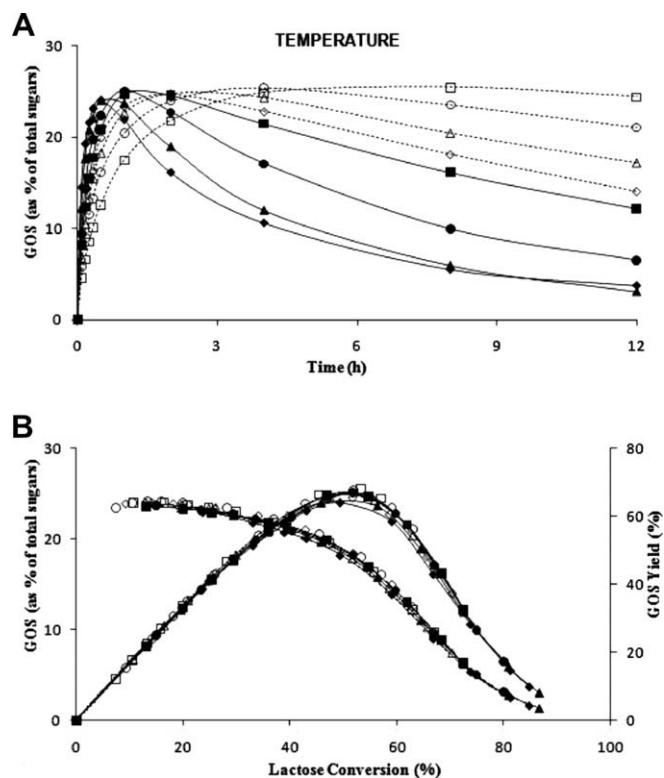 A
TEMPERATURE
30
20
10
0
GOS (as % of total sugars)
0 3 6 9 12
Time (h)
B
30
20
10
0
GOS (as % of total sugars)
80
60
40
20
0
GOS Yield (%)
0 20 40 60 80 100
Lactose Conversion (%)